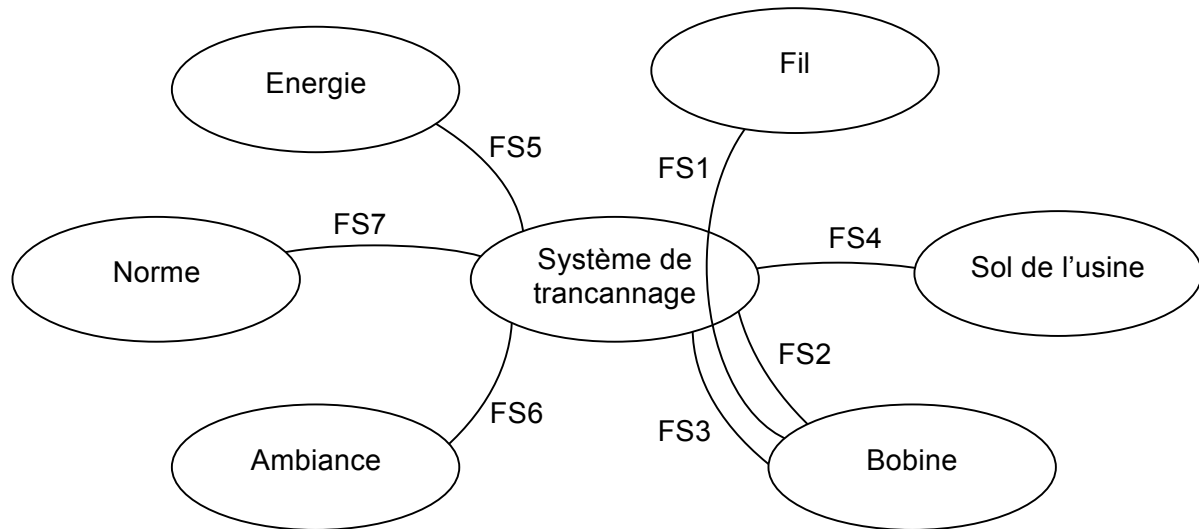 Energie
Fil
FS5
FS1
FS7
FS4
Norme
Système de
trancannage
Sol de l'usine
FS2
FS6
FS3
Ambiance
Bobine